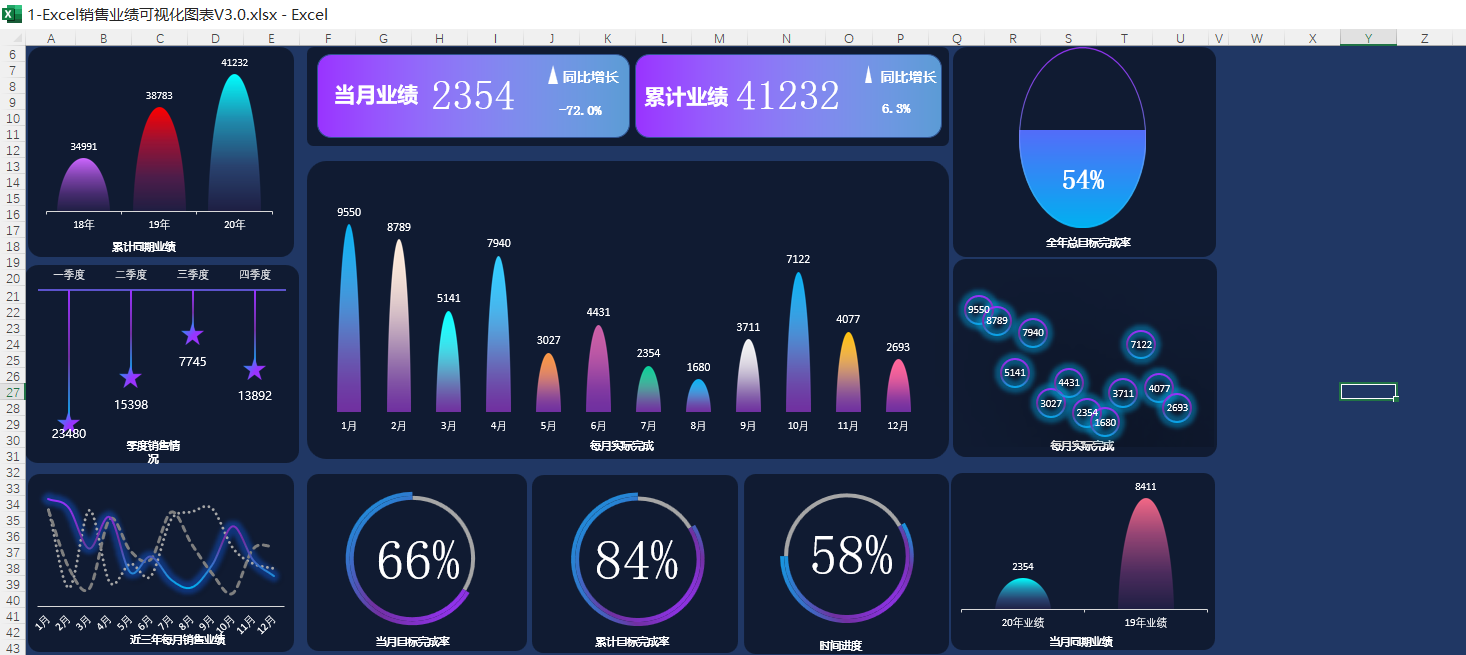 1-Excel销售业绩可视化图表V3.0.xlsx - Excel
A B C D E F G H I J K L M N O P Q R S T U V W X Y Z
6
7
8
9
10
11
12
13
14
15
16
17
18
19
20
21
22
23
24
25
26
27
28
29
30
31
32
33
34
35
36
37
38
39
40
41
42
43
34991 38783 41232
18年 19年 20年
累计同期业绩
当月业绩 2354 同比增长
-72.0%
累计业绩 41232 同比增长
6.3%
54%
全年总目标完成率
一季度 二季度 三季度 四季度
23480 15398 7745 13892
季度销售情
况
9550 8789 5141 7940 3027 4431 2354 1680 3711 7122 4077 2693
1月 2月 3月 4月 5月 6月 7月 8月 9月 10月 11月 12月
每月实际完成
9550 8789 5141 7940 3027 4431 2354 1680 3711 7122 4077 2693
每月实际完成
1月 2月 3月 4月 5月 6月 7月 8月 9月 10月 11月 12月
近三年每月销售业绩
66%
当月目标完成率
84%
累计目标完成率
58%
时间进度
2354 8411
20年业绩 19年业绩
当月同期业绩